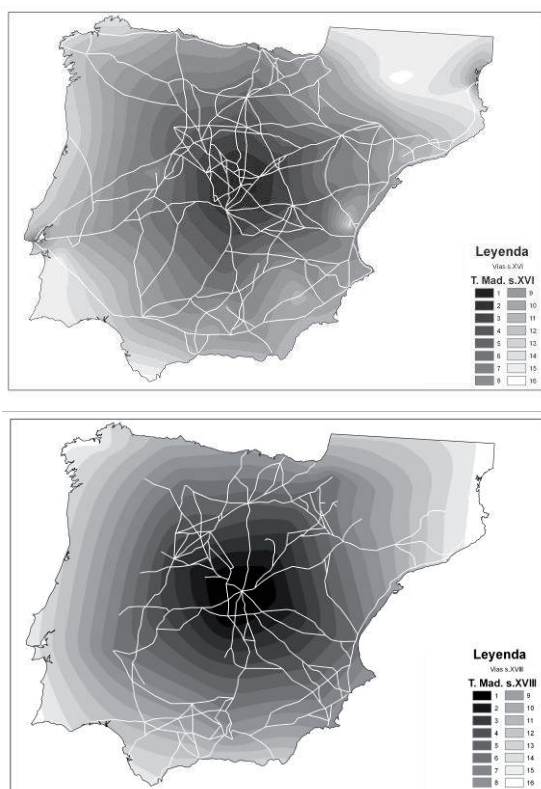 Leyenda
Vías s.XVI
T. Mad. s.XVI
1 9
2 10
3 11
4 12
5 13
6 14
7 15
8 16
Leyenda
Vías s.XVIII
T. Mad. s.XVIII
1 9
2 10
3 11
4 12
5 13
6 14
7 15
8 16